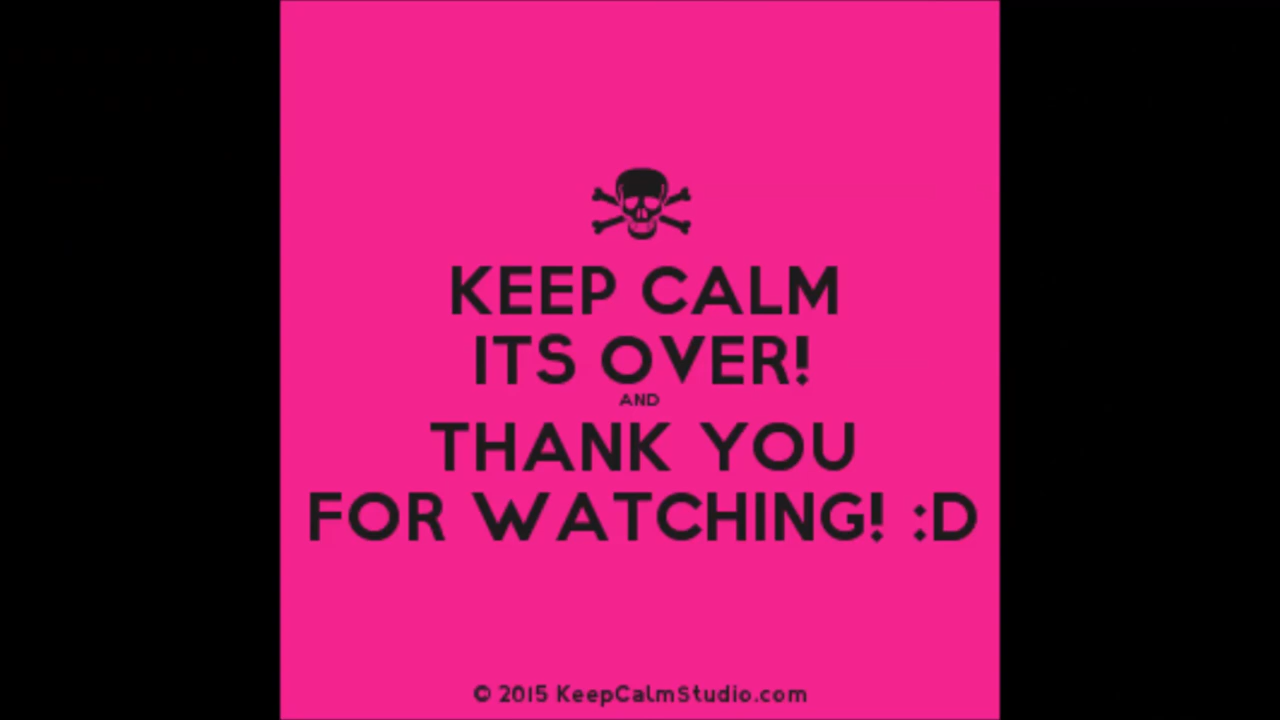 KEEP CALM
ITS OVER!
AND
THANK YOU
FOR WATCHING! :D
© 2015 KeepCalmStudio.com